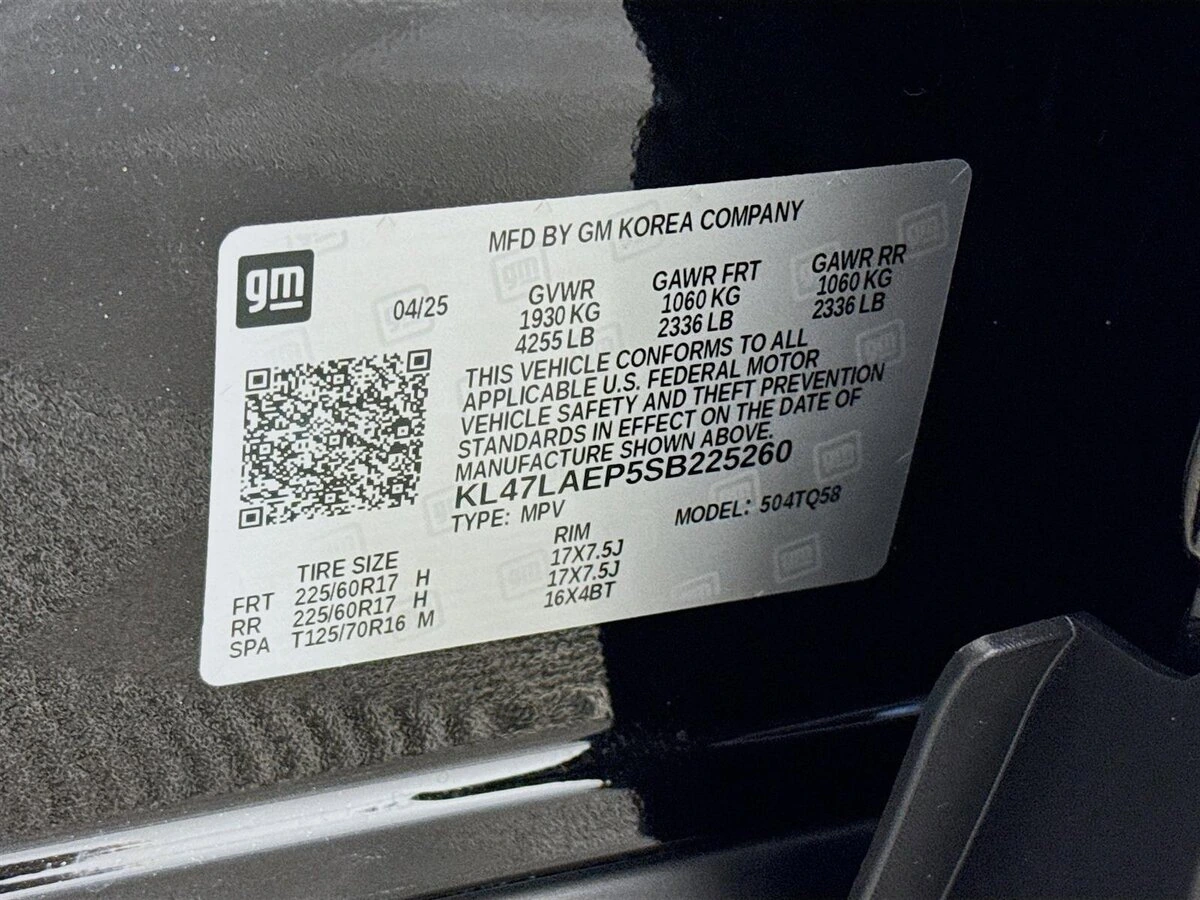 MFD BY GM KOREA COMPANY
gm
04/25
GVWR GAWR FRT GAWR RR
1930 KG 1060 KG 1060 KG
4255 LB 2336 LB 2336 LB
THIS VEHICLE CONFORMS TO ALL
APPLICABLE U.S. FEDERAL MOTOR
VEHICLE SAFETY AND THEFT PREVENTION
STANDARDS IN EFFECT ON THE DATE OF
MANUFACTURE SHOWN ABOVE.
KL47LAEP5SB225260
TYPE: MPV MODEL: 504TQ58
TIRE SIZE RIM
FRT 225/60R17 H 17X7.5J
RR 225/60R17 H 17X7.5J
SPA T125/70R16 M 16X4BT